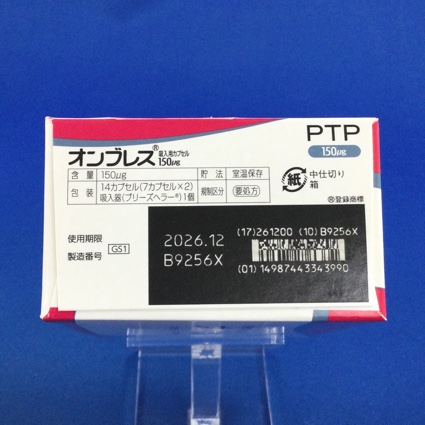 オンブレス® 吸入用カプセル 150μg
PTP
150μg
含量 150μg 貯法 室温保存
包装 14カプセル(7カプセル×2) 吸入器(ブリーズヘラー®)1個 規制区分 要処方
紙 中仕切り 箱
®登録商標
使用期限 2026.12
製造番号 GS1 B9256X
(17)261200 (10)B9256X
(01)14987443343990